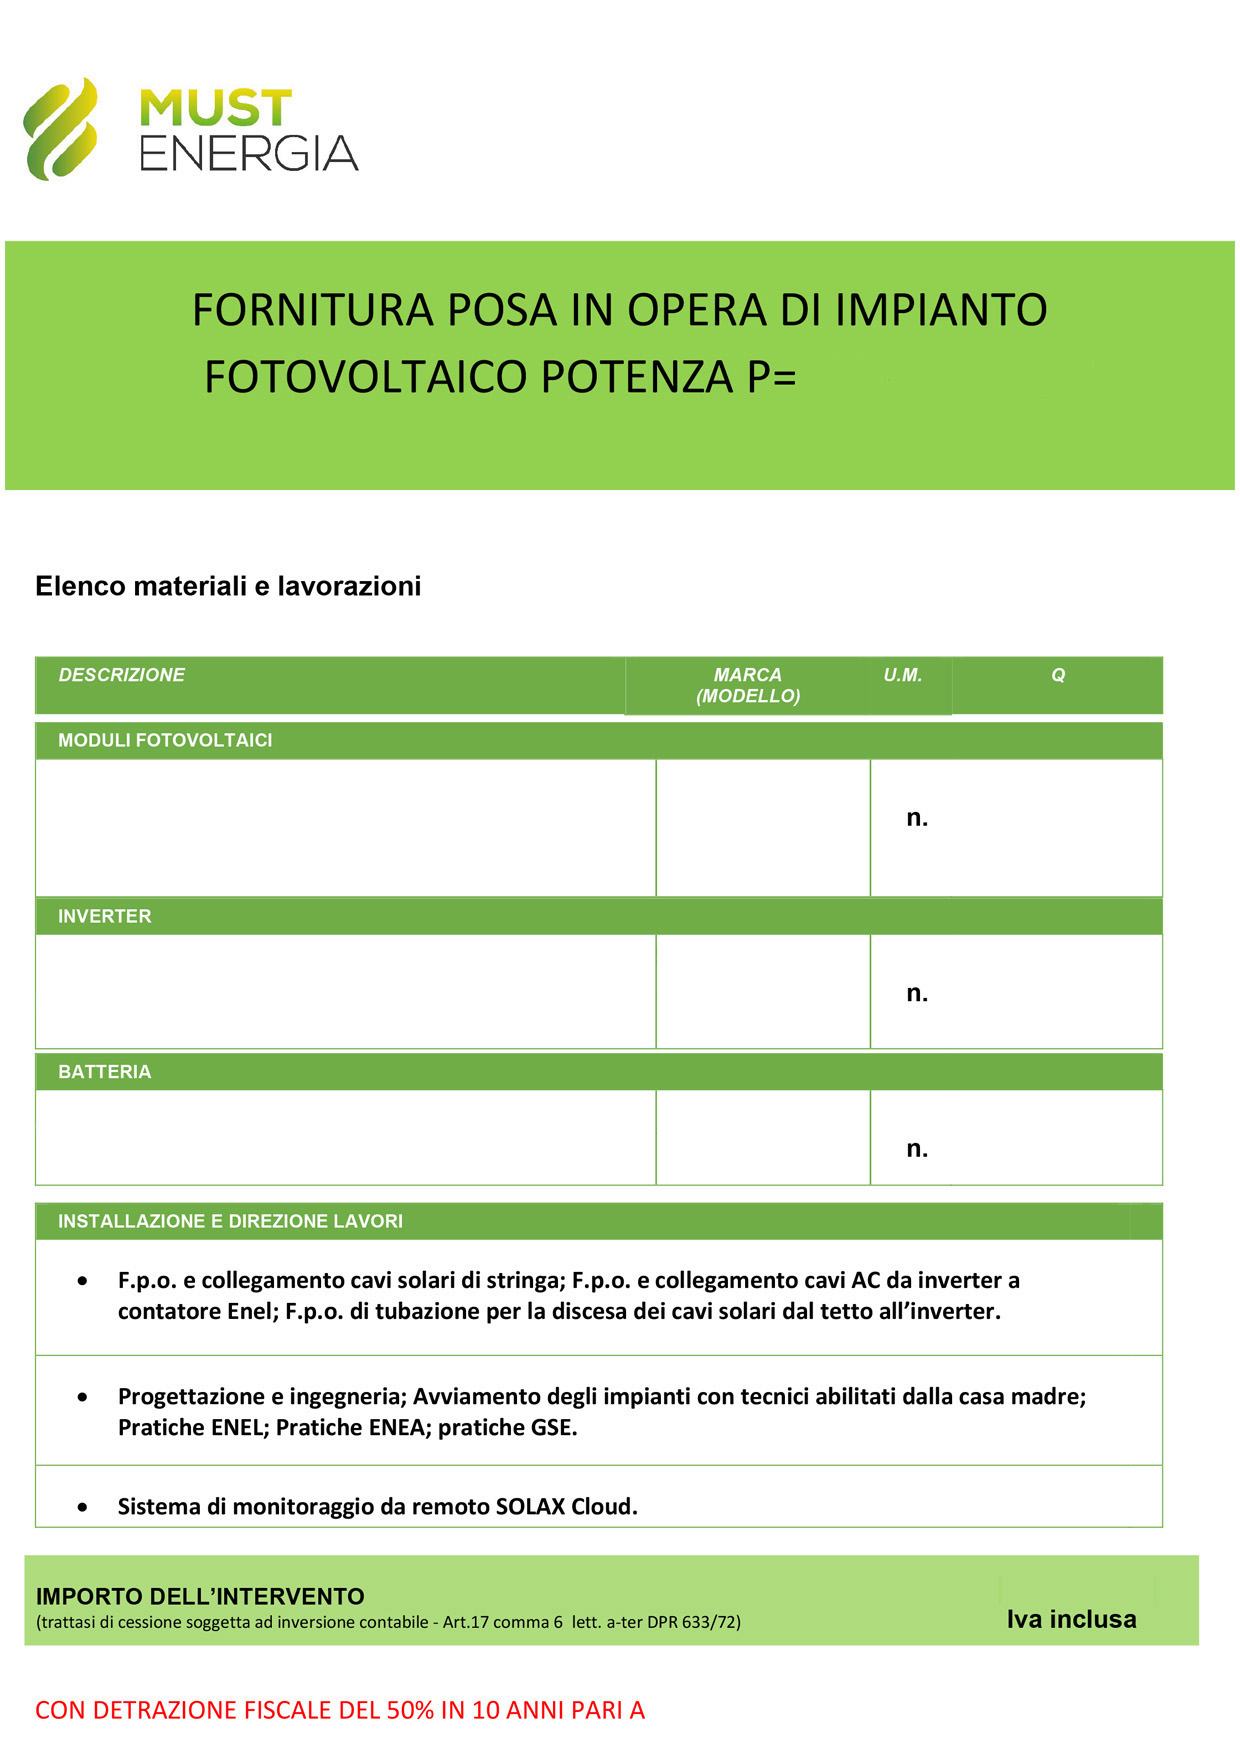 MUST
ENERGIA
FORNITURA POSA IN OPERA DI IMPIANTO
FOTOVOLTAICO POTENZA P=
Elenco materiali e lavorazioni
DESCRIZIONE MARCA U.M. Q
(MODELLO)
MODULI FOTOVOLTAICI
n.
INVERTER
n.
BATTERIA
n.
INSTALLAZIONE E DIREZIONE LAVORI
• F.p.o. e collegamento cavi solari di stringa; F.p.o. e collegamento cavi AC da inverter a
contatore Enel; F.p.o. di tubazione per la discesa dei cavi solari dal tetto all’inverter.
• Progettazione e ingegneria; Avviamento degli impianti con tecnici abilitati dalla casa madre;
Pratiche ENEL; Pratiche ENEA; pratiche GSE.
• Sistema di monitoraggio da remoto SOLAX Cloud.
IMPORTO DELL’INTERVENTO
(trattasi di cessione soggetta ad inversione contabile - Art.17 comma 6 lett. a-ter DPR 633/72)
Iva inclusa
CON DETRAZIONE FISCALE DEL 50% IN 10 ANNI PARI A